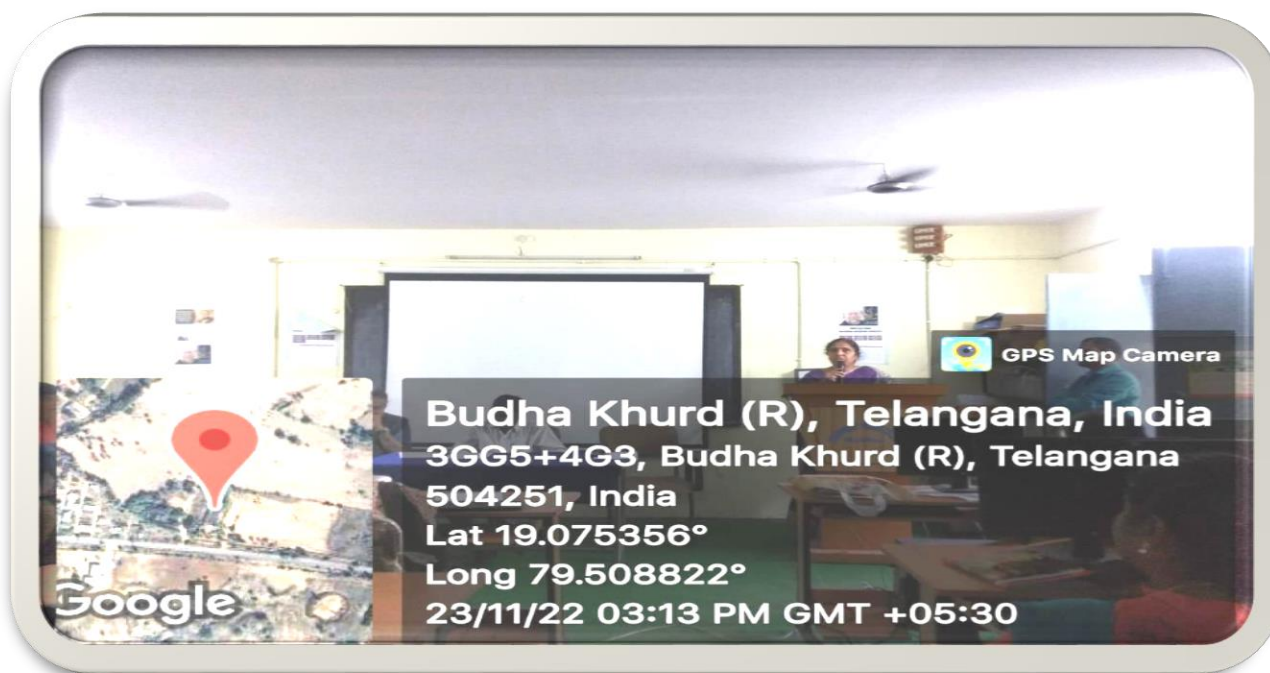 GPS Map Camera
Budha Khurd (R), Telangana, India
3GG5+4G3, Budha Khurd (R), Telangana
504251, India
Lat 19.075356°
Long 79.508822°
23/11/22 03:13 PM GMT +05:30
Google